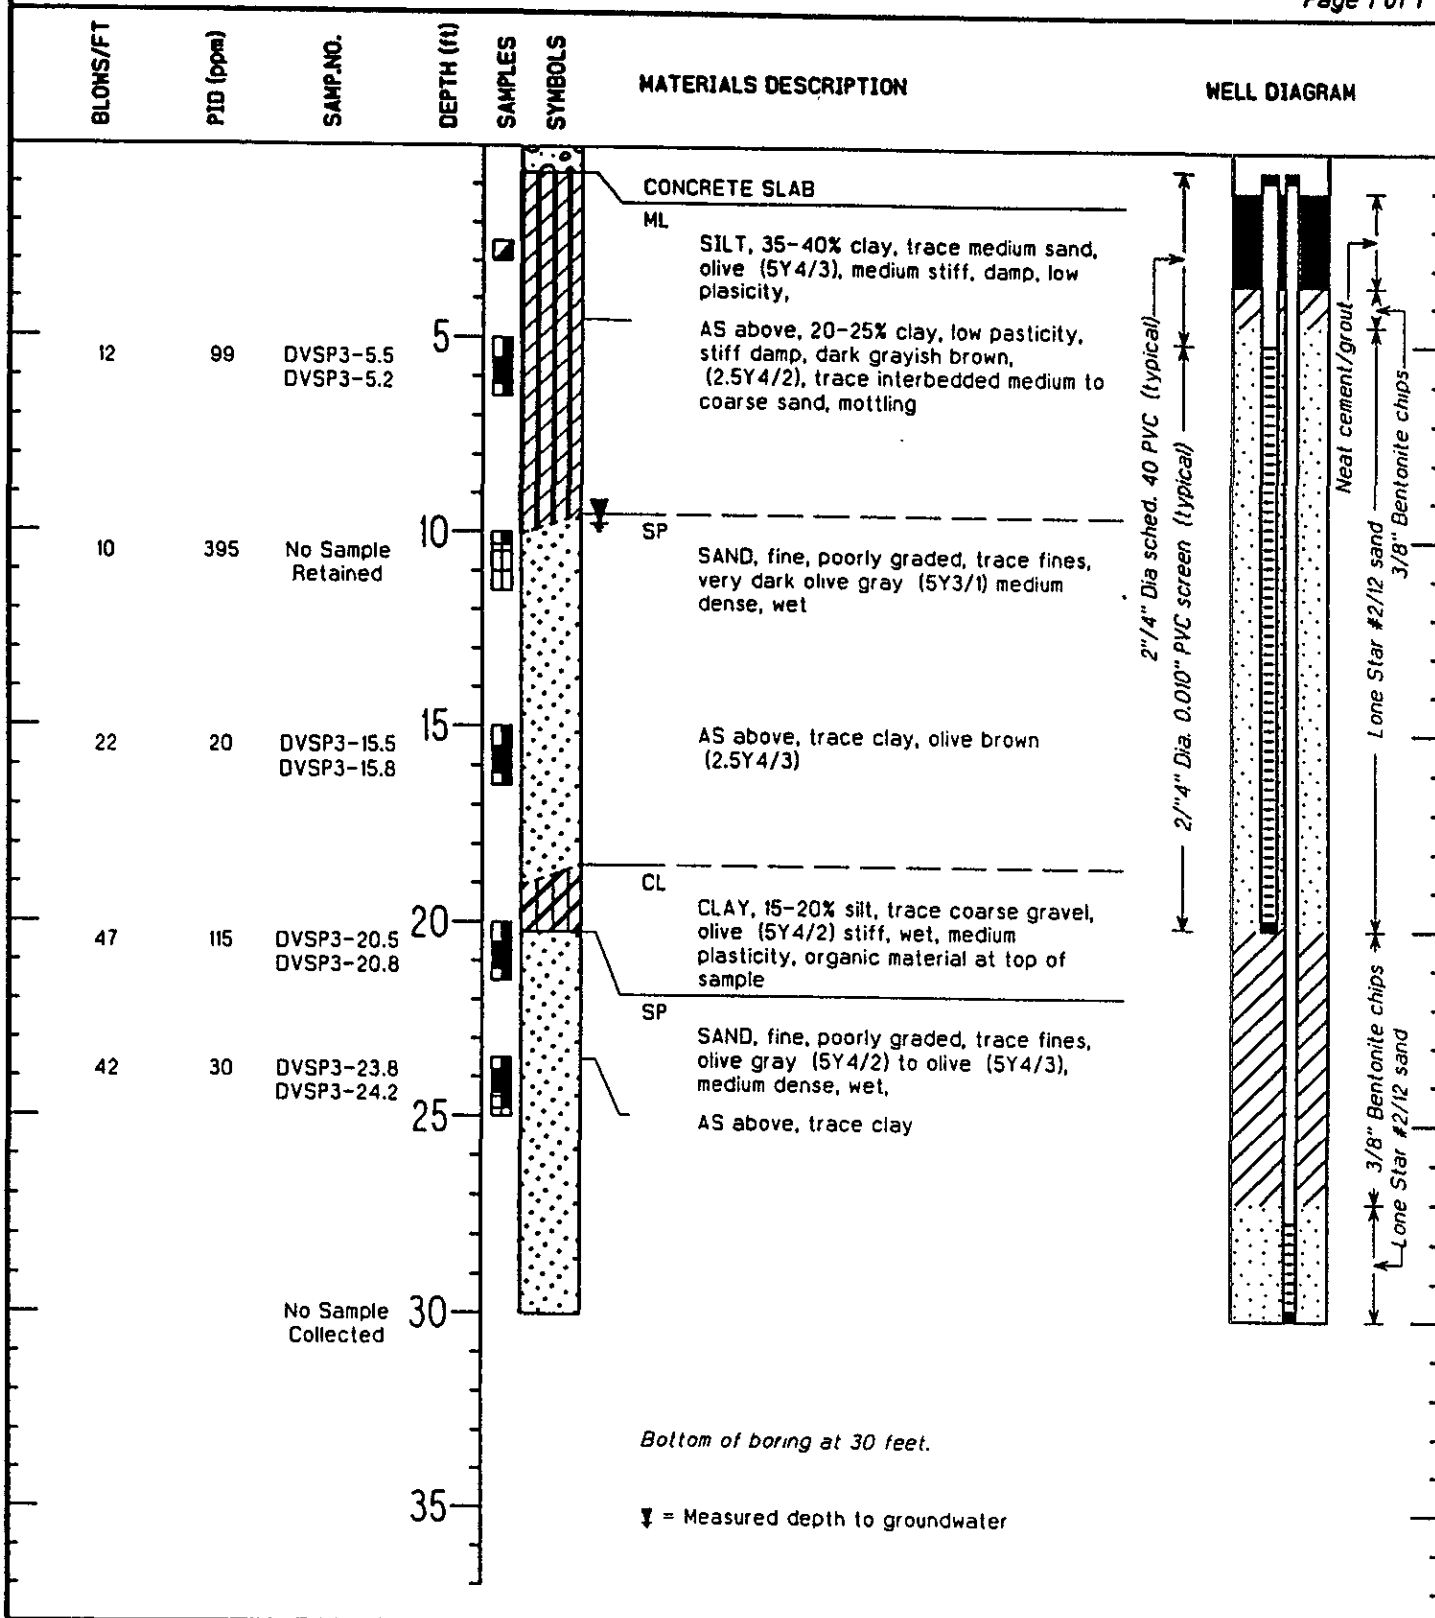 Page 1 of 1
BLOWS/FT
PID (ppm)
SAMP.NO.
DEPTH (ft)
SAMPLES
SYMBOLS
MATERIALS DESCRIPTION
WELL DIAGRAM
CONCRETE SLAB
ML
SILT, 35-40% clay, trace medium sand,
olive (5Y4/3), medium stiff, damp, low
plasicity,
5
12 99 DVSP3-5.5
DVSP3-5.2
AS above, 20-25% clay, low pasticity,
stiff damp, dark grayish brown,
(2.5Y4/2), trace interbedded medium to
coarse sand, mottling
10
SP
10 395 No Sample
Retained
SAND, fine, poorly graded, trace fines,
very dark olive gray (5Y3/1) medium
dense, wet
15
22 20 DVSP3-15.5
DVSP3-15.8
AS above, trace clay, olive brown
(2.5Y4/3)
CL
20
47 115 DVSP3-20.5
DVSP3-20.8
CLAY, 15-20% silt, trace coarse gravel,
olive (5Y4/2) stiff, wet, medium
plasticity, organic material at top of
sample
SP
42 30 DVSP3-23.8
DVSP3-24.2
SAND, fine, poorly graded, trace fines,
olive gray (5Y4/2) to olive (5Y4/3),
medium dense, wet,
25
AS above, trace clay
No Sample
Collected
30
Bottom of boring at 30 feet.
35
= Measured depth to groundwater
2"/4" Dia sched. 40 PVC (typical)
2/"4" Dia. 0.010" PVC screen (typical)
Neat cement/grout
3/8" Bentonite chips
Lone Star #2/12 sand
3/8" Bentonite chips
Lone Star #2/12 sand